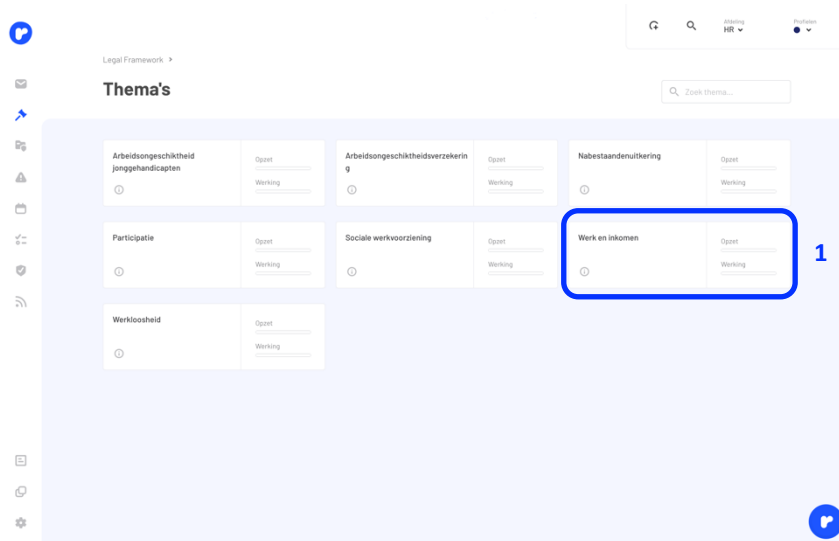 Afdeling
HR
Profielen
Legal Framework
Thema's
Zoek thema...
Arbeidsongeschiktheid
jonggehandicapten
Opzet
Werking
Arbeidsongeschiktheidsverzekerin
g
Opzet
Werking
Nabestaandenuitkering
Opzet
Werking
Participatie
Opzet
Werking
Sociale werkvoorziening
Opzet
Werking
Werk en inkomen
Opzet
Werking
1
Werkloosheid
Opzet
Werking